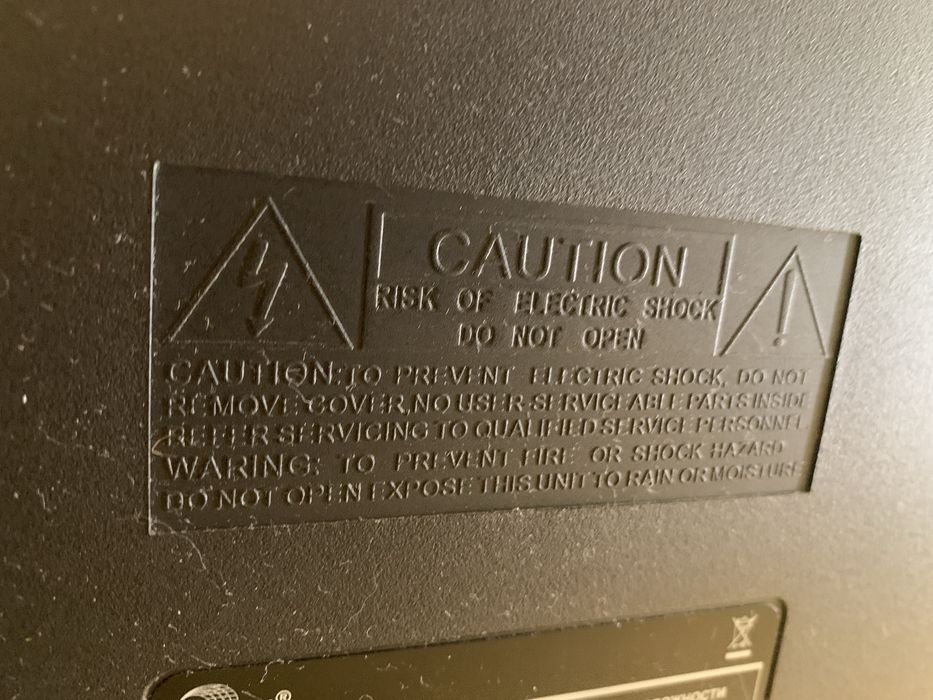 CAUTION
RISK OF ELECTRIC SHOCK
DO NOT OPEN
CAUTION:TO PREVENT ELECTRIC SHOCK, DO NOT
REMOVE COVER,NO USER-SERVICEABLE PARTS INSIDE
REPER SERVICING TO QUALIFIED SERVICE PERSONNEL
WARING: TO PREVENT FIRE OR SHOCK HAZARD
DO NOT OPEN EXPOSE THIS UNIT TO RAIN OR MOISTURE
®